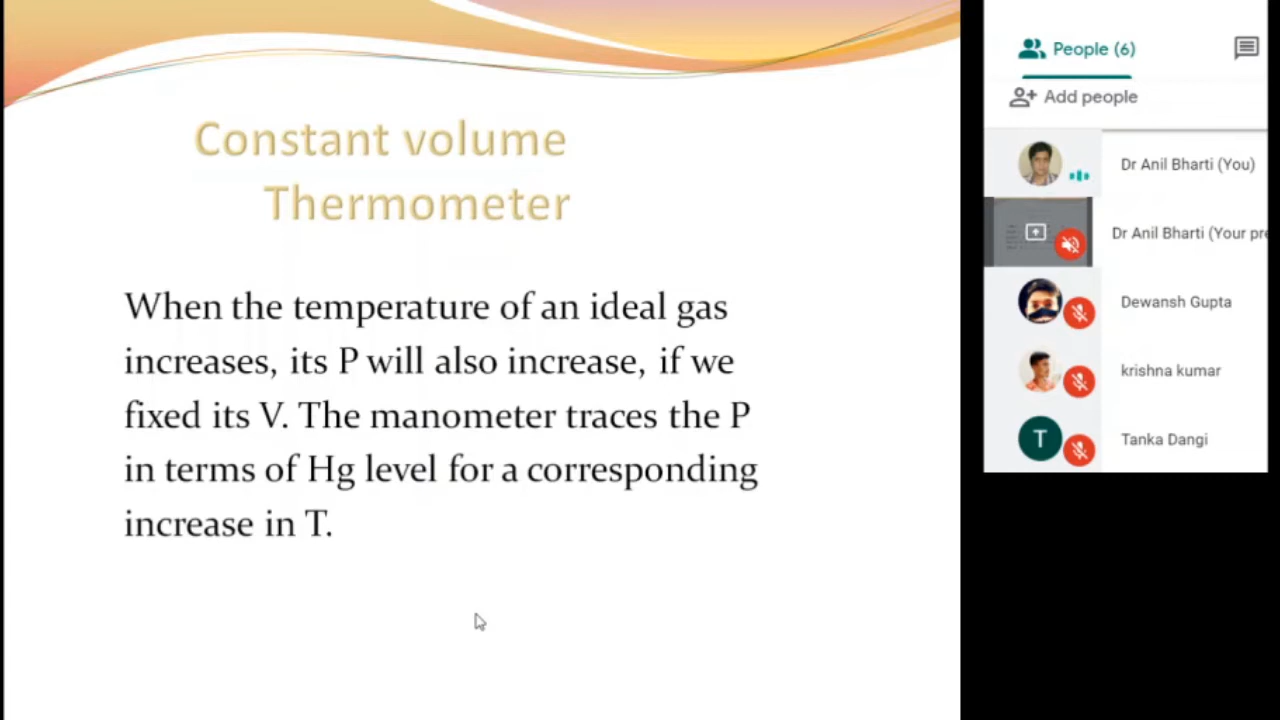 Constant volume
Thermometer
When the temperature of an ideal gas
increases, its P will also increase, if we
fixed its V. The manometer traces the P
in terms of Hg level for a corresponding
increase in T.
People (6)
Add people
Dr Anil Bharti (You)
Dr Anil Bharti (Your pre
Dewansh Gupta
krishna kumar
T
Tanka Dangi